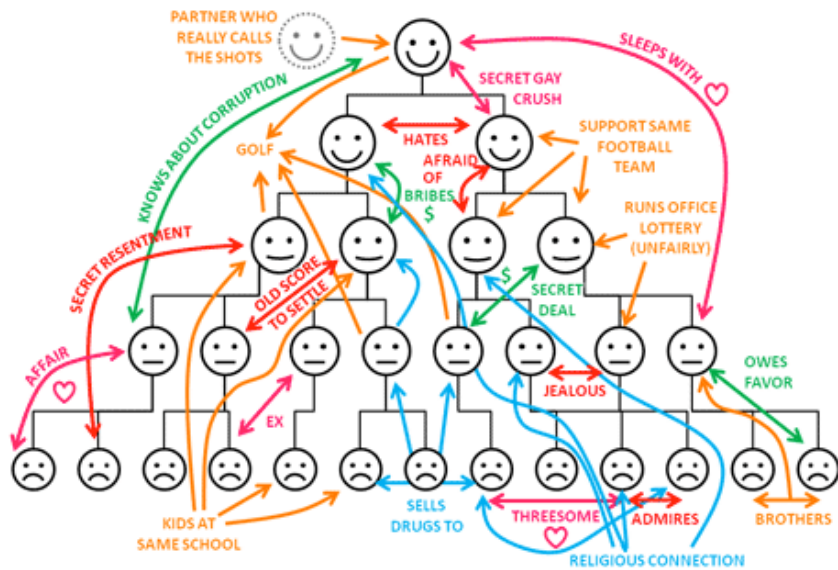 PARTNER WHO
REALLY CALLS
THE SHOTS
SLEEPS WITH
SECRET GAY
CRUSH
KNOWS ABOUT CORRUPTION
GOLF
HATES
SUPPORT SAME
FOOTBALL
TEAM
AFRAID
OF
BRIBES
$
RUNS OFFICE
LOTTERY
(UNFAIRLY)
SECRET RESENTMENT
OLD SCORE
TO SETTLE
$
SECRET
DEAL
AFFAIR
JEALOUS
OWES
FAVOR
EX
KIDS AT
SAME SCHOOL
SELLS
DRUGS TO
THREESOME
ADMIRES
BROTHERS
RELIGIOUS CONNECTION